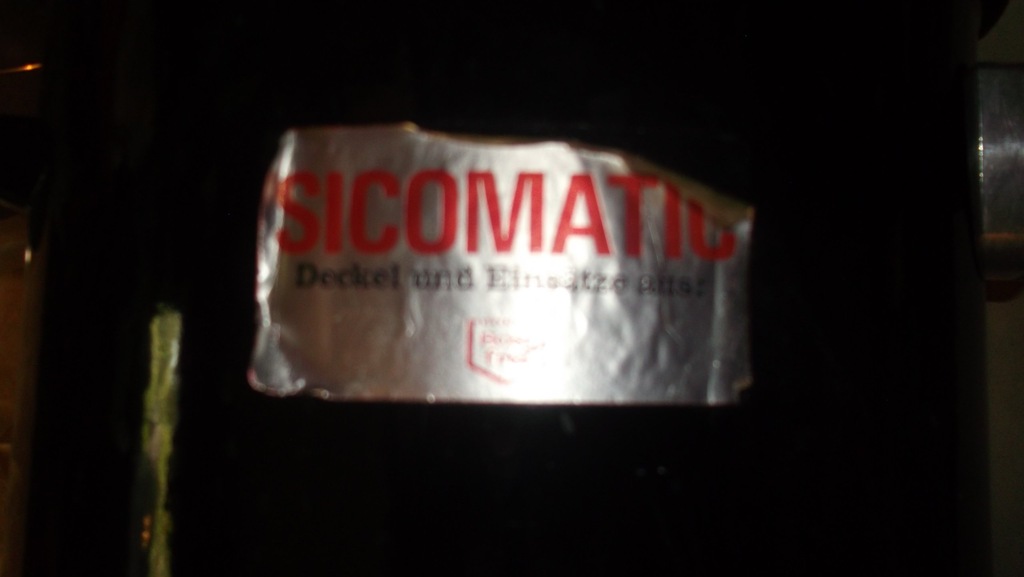 SICOMATIC
Deckel und Einsätze aus: